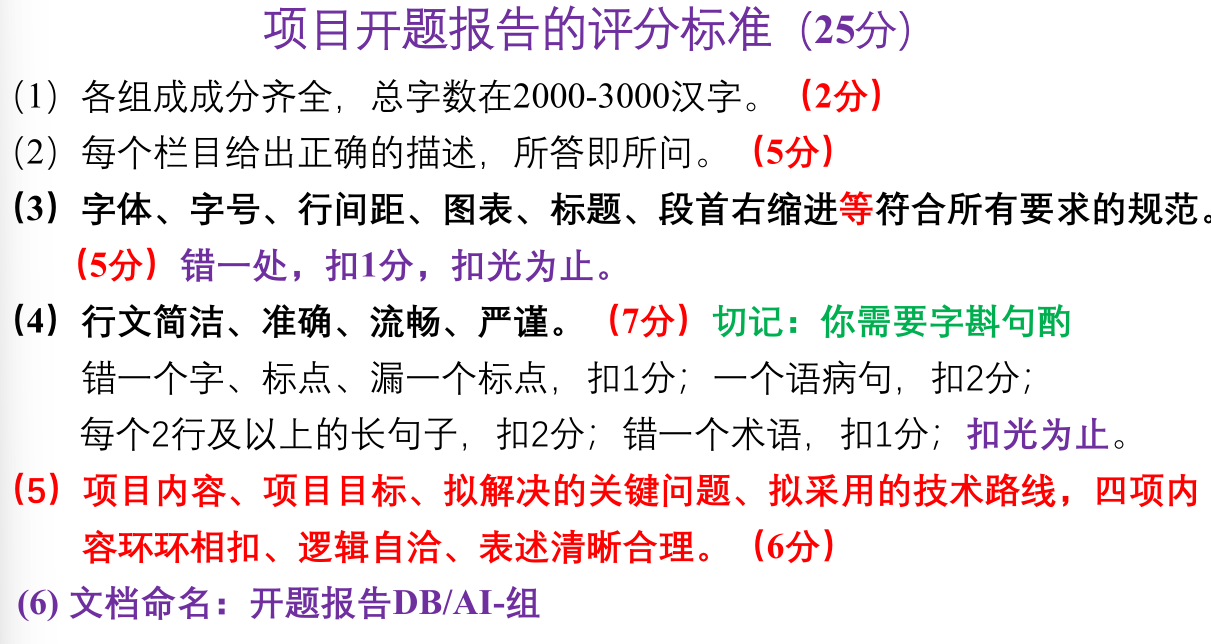 项目开题报告的评分标准（25分）
（1）各组成成分齐全，总字数在2000-3000汉字。（2分）
（2）每个栏目给出正确的描述，所答即所问。（5分）
（3）字体、字号、行间距、图表、标题、段首右缩进等符合所有要求的规范。
（5分）错一处，扣1分，扣光为止。
（4）行文简洁、准确、流畅、严谨。（7分）切记：你需要字斟句酌
错一个字、标点、漏一个标点，扣1分；一个语病句，扣2分；
每个2行及以上的长句子，扣2分；错一个术语，扣1分；扣光为止。
（5）项目内容、项目目标、拟解决的关键问题、拟采用的技术路线，四项内
容环环相扣、逻辑自洽、表述清晰合理。（6分）
(6) 文档命名：开题报告DB/AI-组